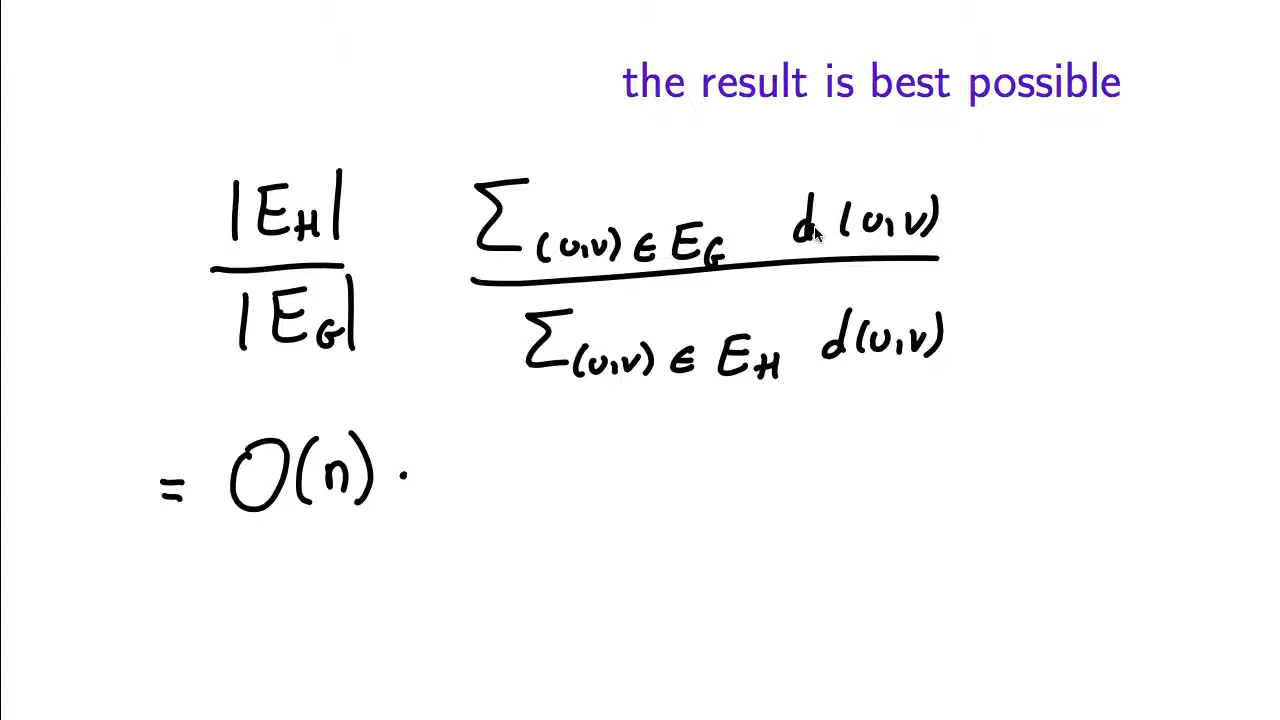 the result is best possible
|E_H| / |E_G| Σ_(u,v) ∈ E_G d(u,v) / Σ_(u,v) ∈ E_H d(u,v)
= O(n) ·